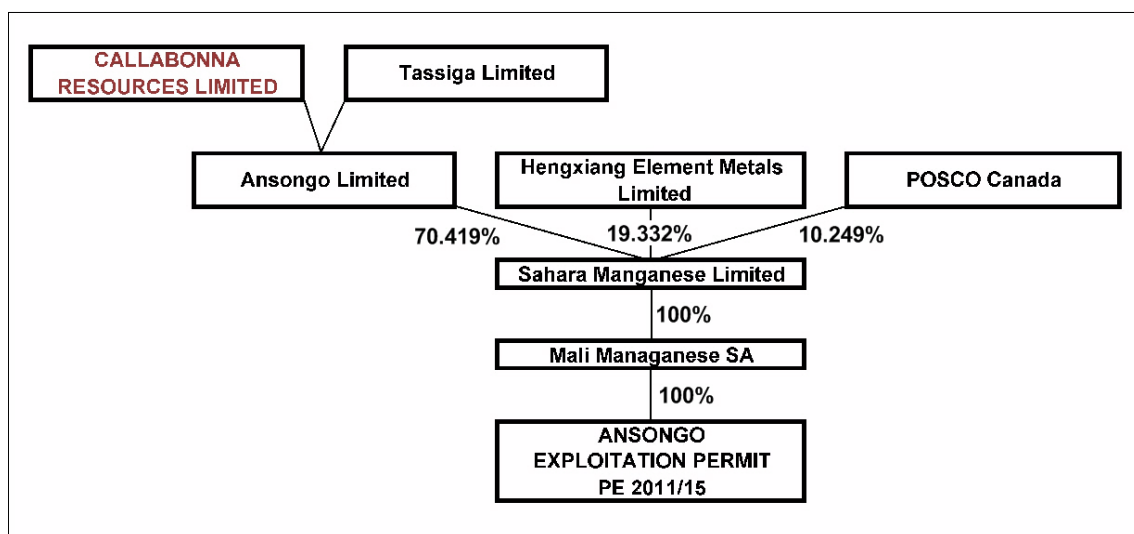 CALLABONNA
RESOURCES LIMITED
Tassiga Limited
Ansongo Limited
Hengxiang Element Metals
Limited
POSCO Canada
70.419%
19.332%
10.249%
Sahara Manganese Limited
100%
Mali Managanese SA
100%
ANSONGO
EXPLOITATION PERMIT
PE 2011/15